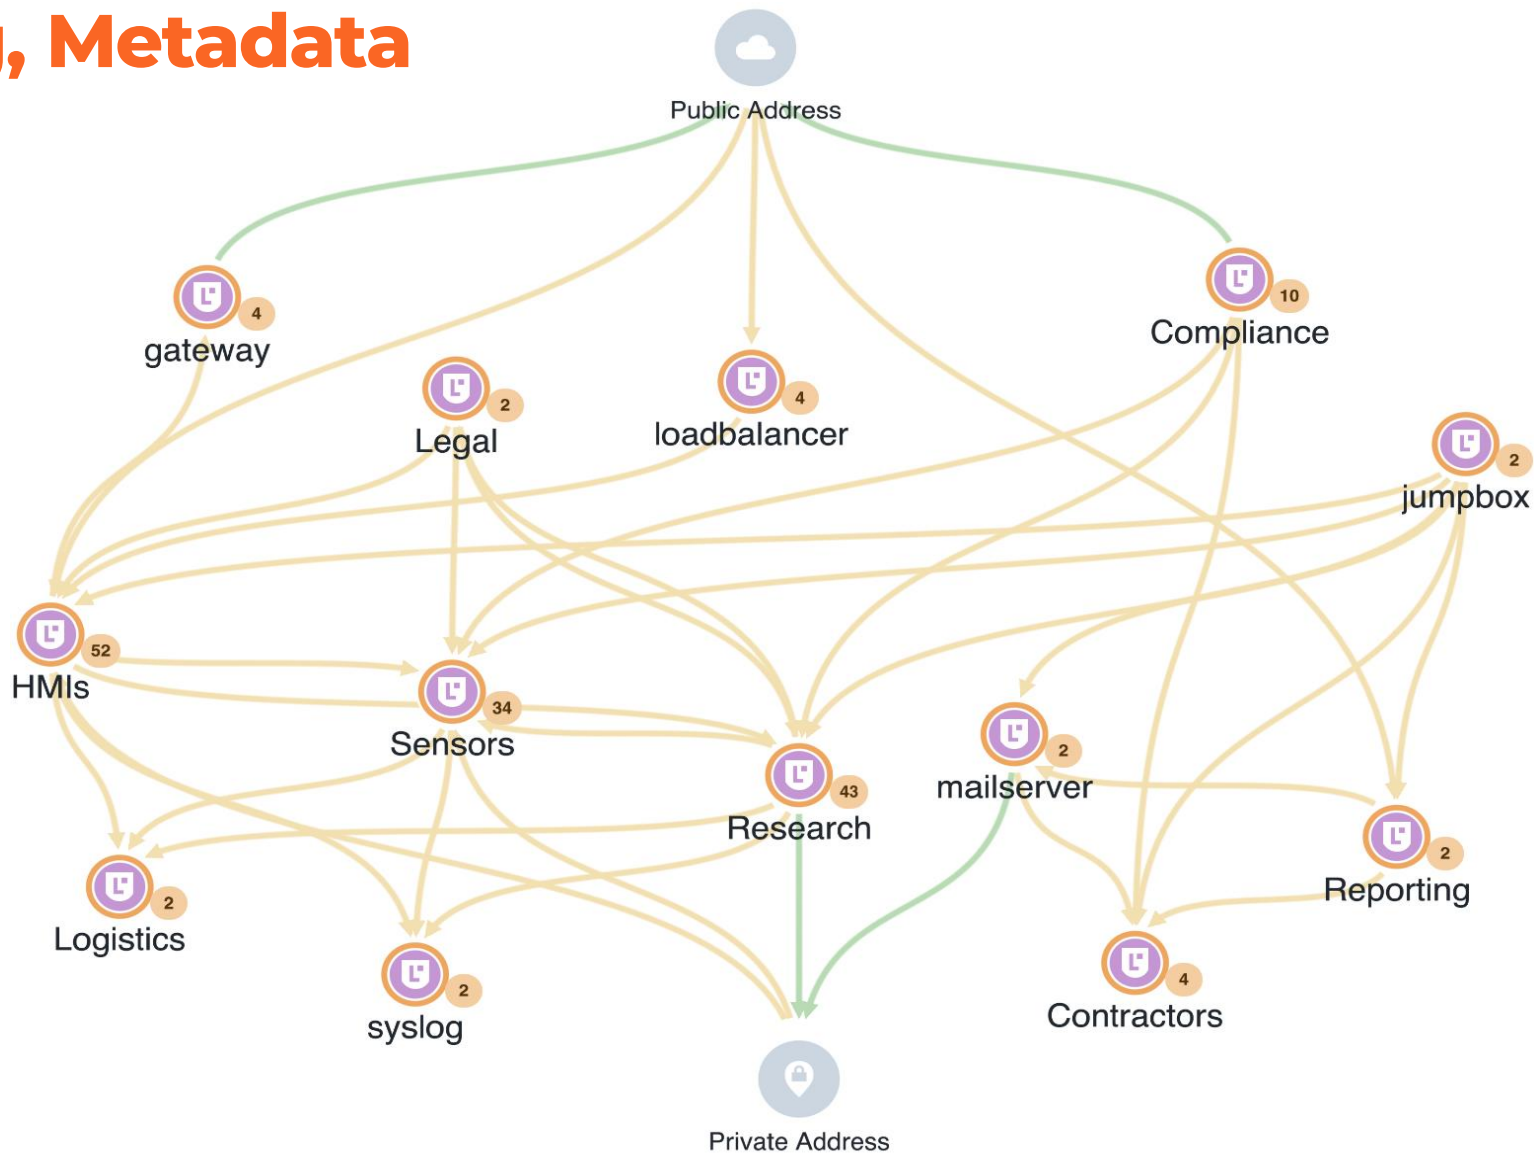 , Metadata
Public Address
4
gateway
10
Compliance
2
Legal
4
loadbalancer
2
jumpbox
52
HMIs
34
Sensors
2
mailserver
43
Research
2
Reporting
2
Logistics
2
syslog
4
Contractors
Private Address